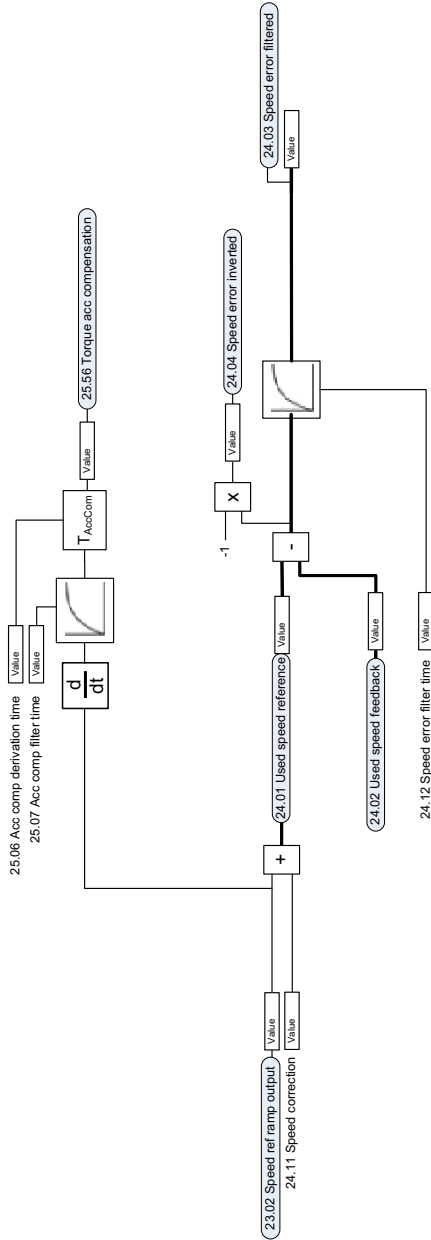 25.06 Acc comp derivation time
Value
25.07 Acc comp filter time
Value
d
dt
TAccCom
Value
25.56 Torque acc compensation
-1
x
Value
24.04 Speed error inverted
23.02 Speed ref ramp output
Value
24.11 Speed correction
Value
+
24.01 Used speed reference
Value
-
24.03 Speed error filtered
Value
24.02 Used speed feedback
Value
24.12 Speed error filter time
Value